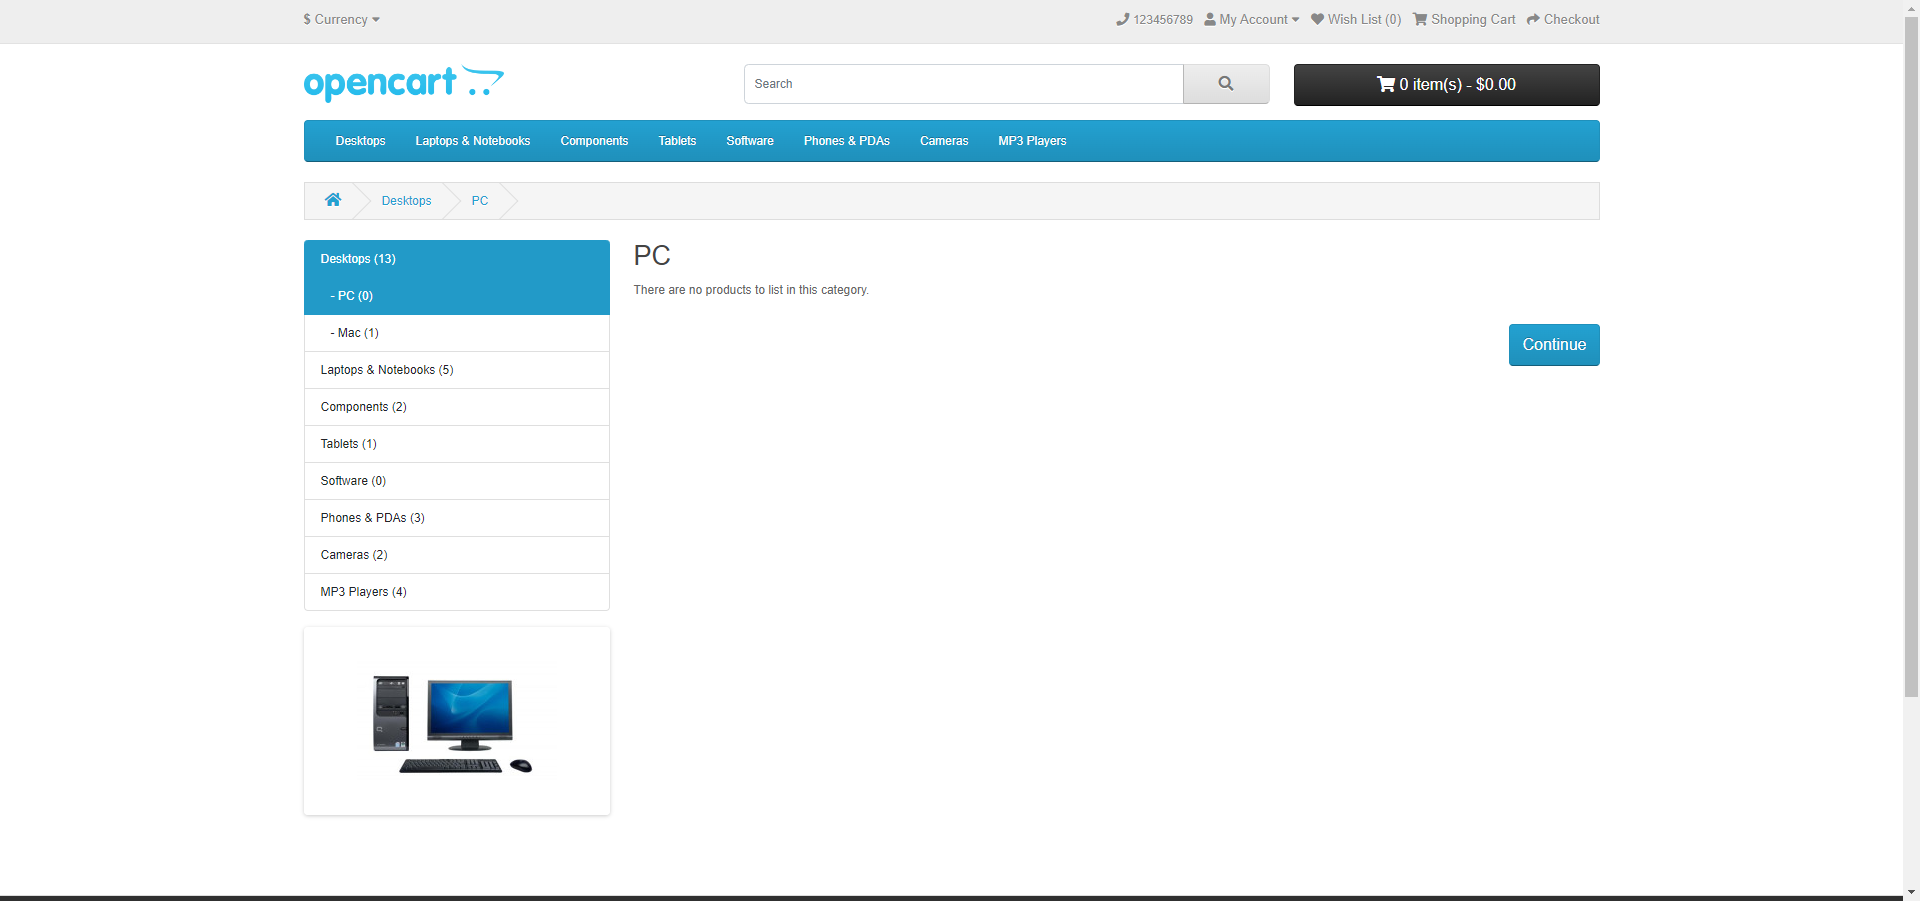 $ Currency
123456789 My Account Wish List (0) Shopping Cart Checkout
opencart
Search
0 item(s) - $0.00
Desktops Laptops & Notebooks Components Tablets Software Phones & PDAs Cameras MP3 Players
Desktops PC
Desktops (13)
- PC (0)
- Mac (1)
Laptops & Notebooks (5)
Components (2)
Tablets (1)
Software (0)
Phones & PDAs (3)
Cameras (2)
MP3 Players (4)
PC
There are no products to list in this category.
Continue